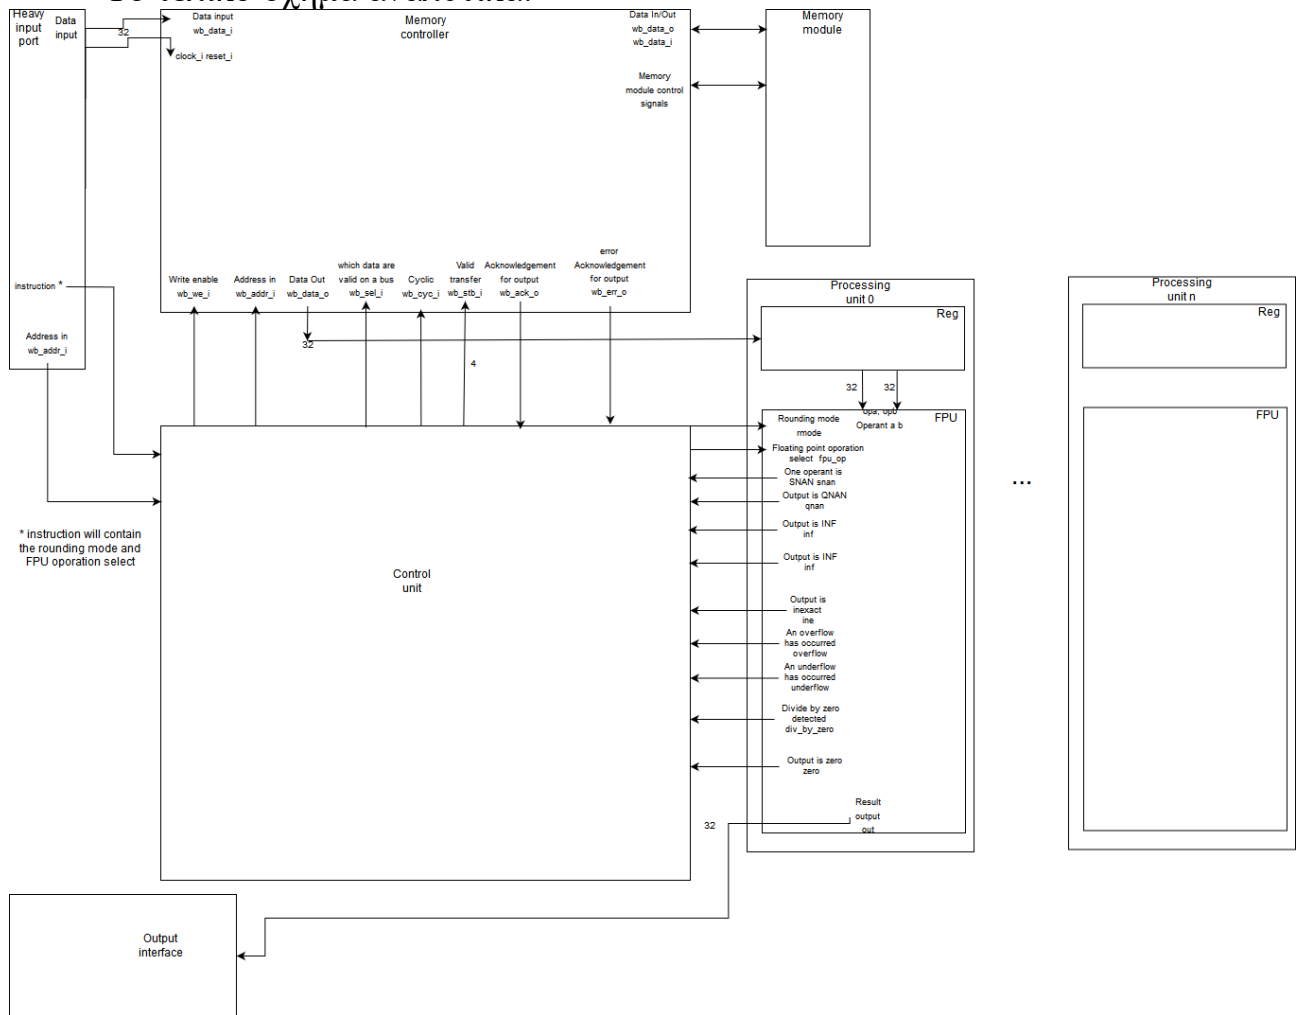 σχήμα αναλυτικά
Heavy
input
port
Data
input
32
Data input
wb_data_i
clock_i reset_i
Memory
controller
Data In/Out
wb_data_o
wb_data_i
Memory
module control
signals
Memory
module
instruction *
Address in
wb_addr_i
Write enable
wb_we_i
Address in
wb_addr_i
Data Out
wb_data_o
which data are
valid on a bus
wb_sel_i
Cyclic
wb_cyc_i
Valid
transfer
wb_stb_i
Acknowledgement
for output
wb_ack_o
error
Acknowledgement
for output
wb_err_o
32
4
Processing
unit 0
Reg
32
32
Processing
unit n
Reg
opa, opb
Operant a b
FPU
Rounding mode
rmode
Floating point oporation
select fpu_op
One operant is
SNAN snan
Output is QNAN
qnan
Output is INF
inf
Output is INF
inf
Output is
inexact
ine
An overflow
has occurred
overflow
An underflow
has occurred
underflow
Divide by zero
detected
div_by_zero
Output is zero
zero
Result
output
out
32
...
FPU
* instruction will contain
the rounding mode and
FPU oporation select
Control
unit
Output
interface